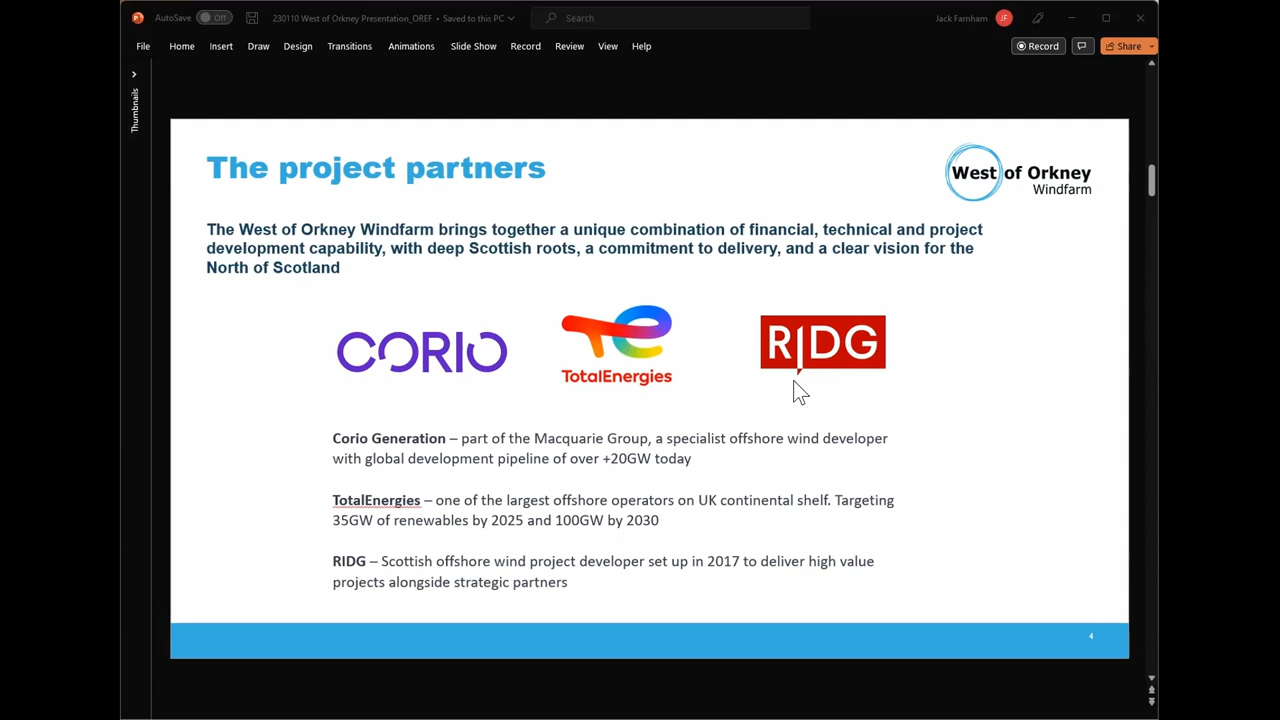 AutoSave Off 230110 West of Orkney Presentation_OREF • Saved to this PC Search Jack Farnham JF
File Home Insert Draw Design Transitions Animations Slide Show Record Review View Help Record Share
Thumbnails
The project partners
West of Orkney
Windfarm
The West of Orkney Windfarm brings together a unique combination of financial, technical and project
development capability, with deep Scottish roots, a commitment to delivery, and a clear vision for the
North of Scotland
CORIO
TotalEnergies
RIDG
Corio Generation – part of the Macquarie Group, a specialist offshore wind developer
with global development pipeline of over +20GW today
TotalEnergies – one of the largest offshore operators on UK continental shelf. Targeting
35GW of renewables by 2025 and 100GW by 2030
RIDG – Scottish offshore wind project developer set up in 2017 to deliver high value
projects alongside strategic partners
4